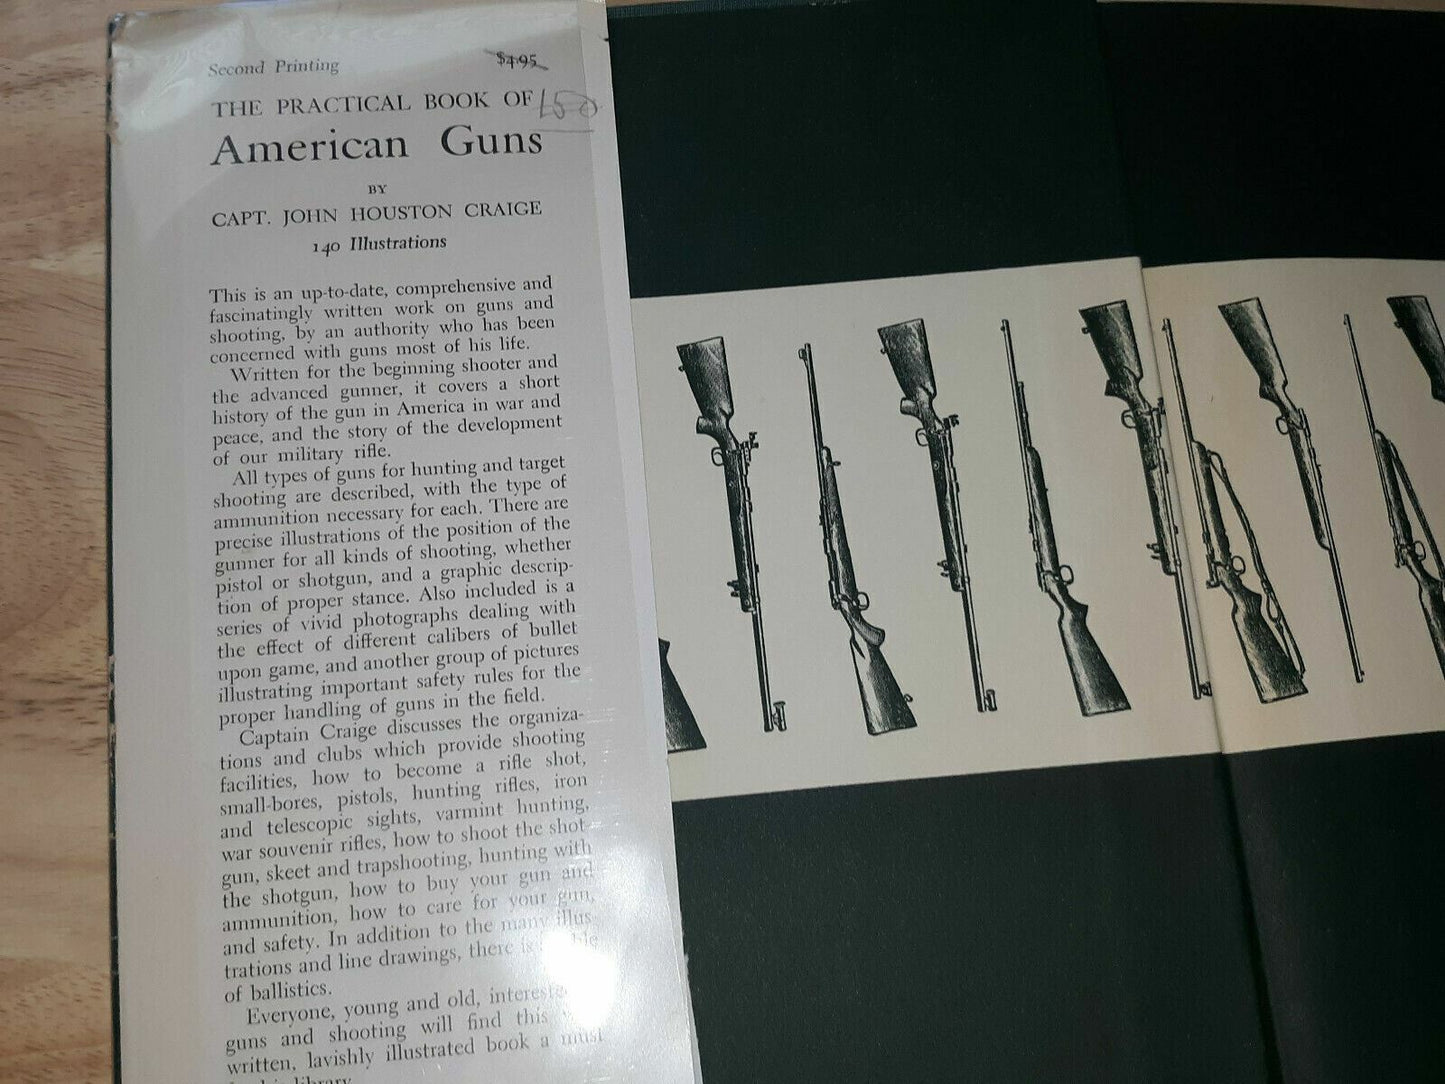 Second Printing
$4.95
THE PRACTICAL BOOK OF
American Guns
BY
CAPT. JOHN HOUSTON CRAIGE
140 Illustrations
This is an up-to-date, comprehensive and
fascinatingly written work on guns and
shooting, by an authority who has been
concerned with guns most of his life.
Written for the beginning shooter and
the advanced gunner, it covers a short
history of the gun in America in war and
peace, and the story of the development
of our military rifle.
All types of guns for hunting and target
shooting are described, with the type of
ammunition necessary for each. There are
precise illustrations of the position of the
gunner for all kinds of shooting, whether
pistol or shotgun, and a graphic descrip-
tion of proper stance. Also included is a
series of vivid photographs dealing with
the effect of different calibers of bullet
upon game, and another group of pictures
illustrating important safety rules for the
proper handling of guns in the field.
Captain Craige discusses the organiza-
tions and clubs which provide shooting
facilities, how to become a rifle shot,
small-bores, pistols, hunting rifles, iron
and telescopic sights, varmint hunting,
war souvenir rifles, how to shoot the shot-
gun, skeet and trapshooting, hunting with
the shotgun, how to buy your gun and
ammunition, how to care for your gun,
and safety. In addition to the many illus-
trations and line drawings, there is
of ballistics.
Everyone, young and old,
guns and shooting will find this
written, lavishly illustrated book a must
library.